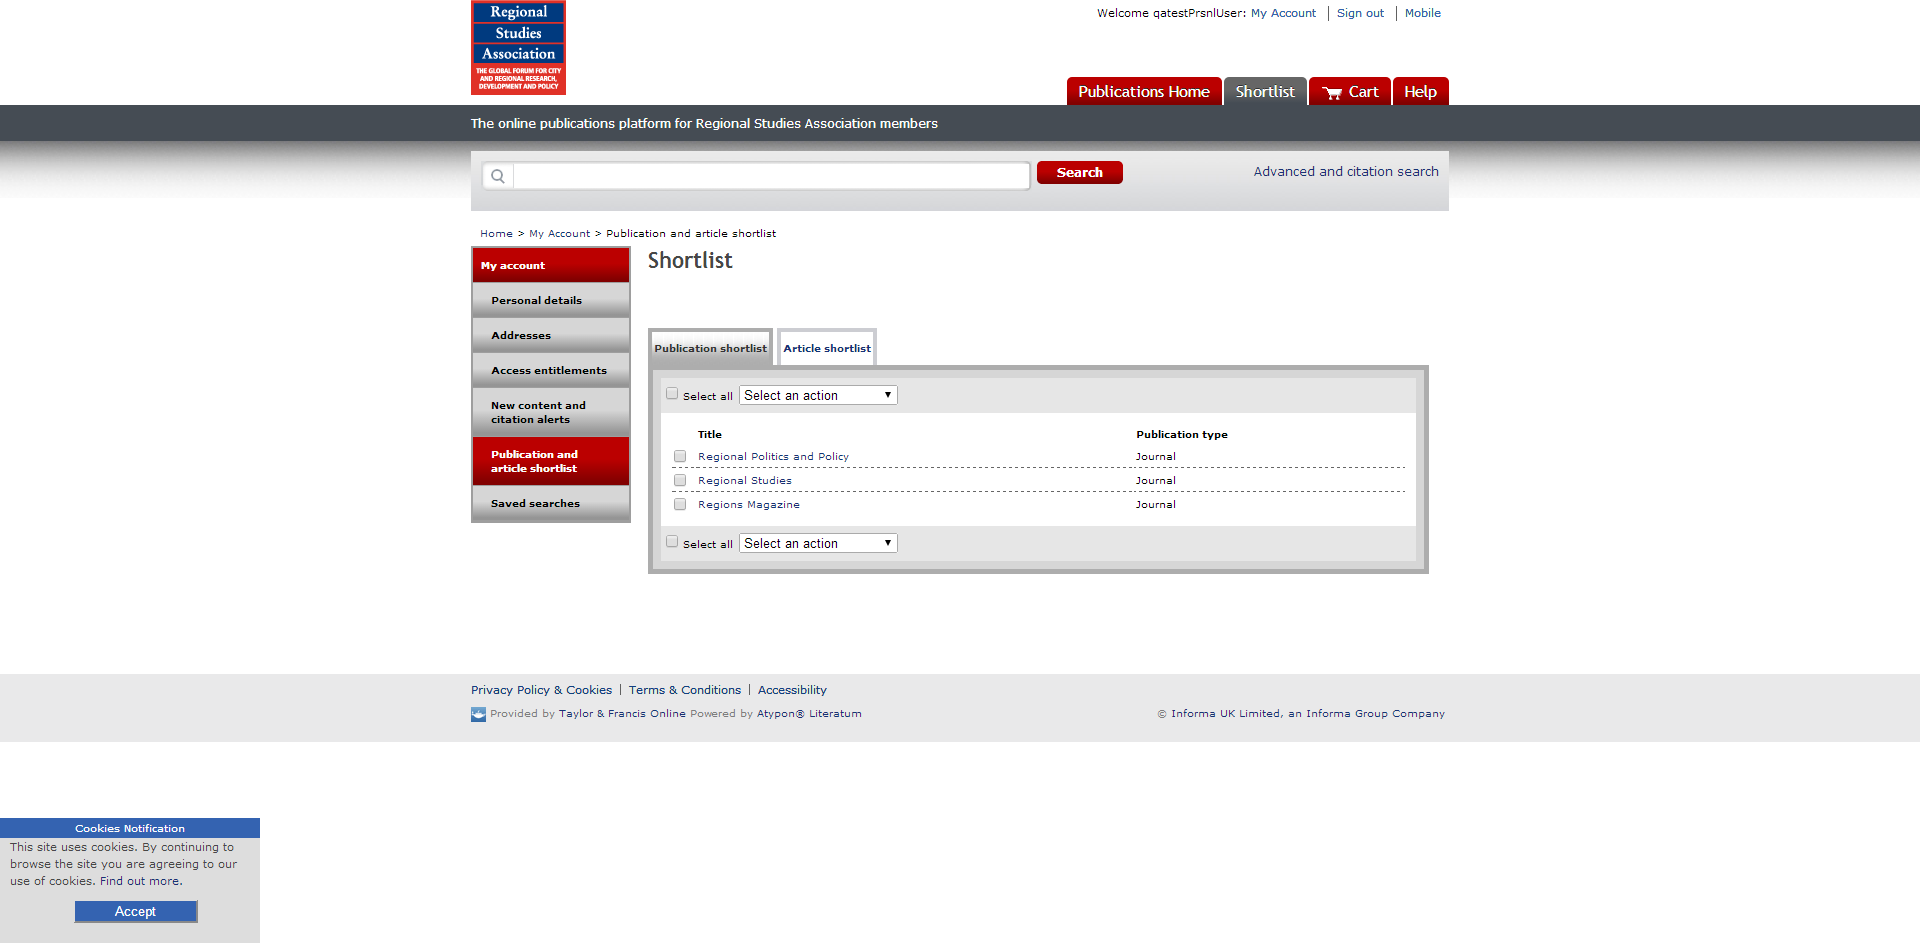 Regional
Studies
Association
THE GLOBAL FORUM FOR CITY
AND REGIONAL RESEARCH,
DEVELOPMENT AND POLICY
Welcome qatestPrsnlUser: My Account | Sign out | Mobile
Publications Home Shortlist Cart Help
The online publications platform for Regional Studies Association members
Search Advanced and citation search
Home > My Account > Publication and article shortlist
My account
Personal details
Addresses
Access entitlements
New content and
citation alerts
Publication and
article shortlist
Saved searches
Shortlist
Publication shortlist Article shortlist
Select all Select an action
Title Publication type
Regional Politics and Policy Journal
Regional Studies Journal
Regions Magazine Journal
Select all Select an action
Privacy Policy & Cookies | Terms & Conditions | Accessibility
Provided by Taylor & Francis Online Powered by Atypon® Literatum © Informa UK Limited, an Informa Group Company
Cookies Notification
This site uses cookies. By continuing to
browse the site you are agreeing to our
use of cookies. Find out more.
Accept